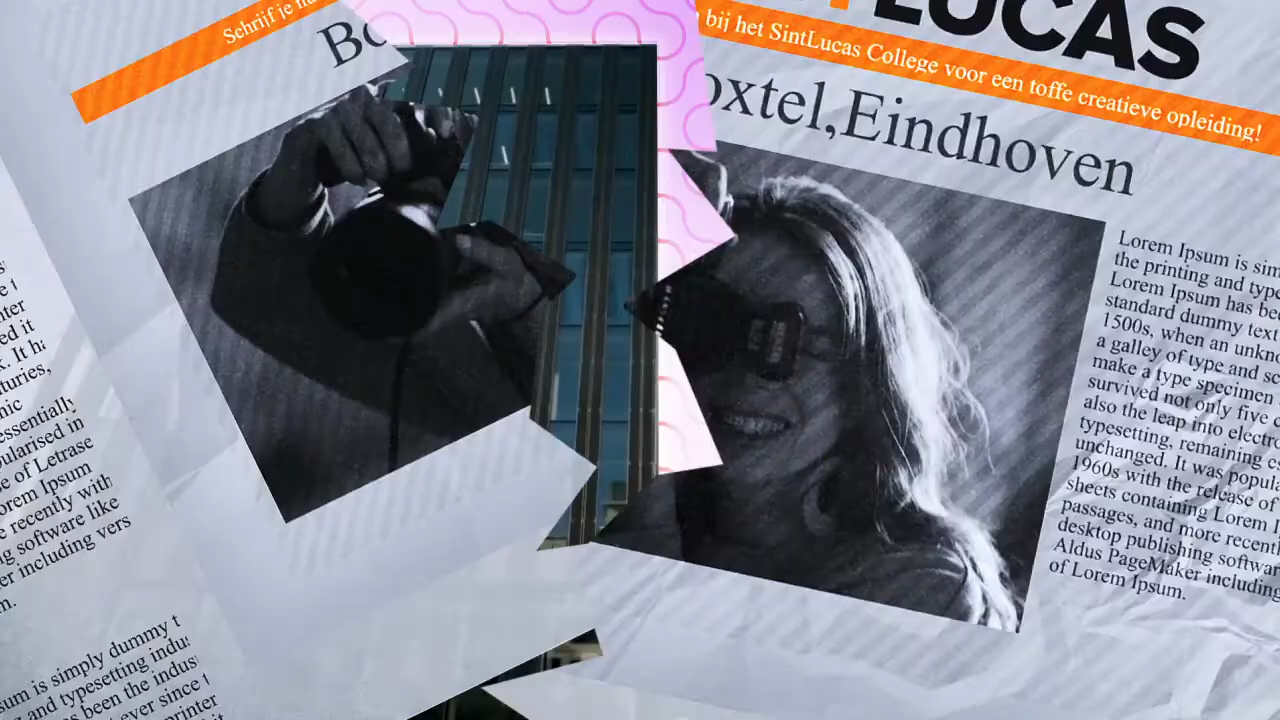 LUCAS
Schrijf je
bij het SintLucas College voor een toffe creatieve opleiding!
Bo
oxtel,Eindhoven
Lorem Ipsum is sim
the printing and type
Lorem Ipsum has bee
standard dummy text
1500s, when an unkno
a galley of type and sc
make a type specimen
survived not only five c
also the leap into electro
typesetting, remaining e
unchanged. It was popula
1960s with the release of
sheets containing Lorem I
passages, and more recentl
desktop publishing softwar
Aldus PageMaker including
of Lorem Ipsum.
ed it
k. It ha
turies,
nic
essentially
pularised in
se of Letrase
orem Ipsum
e recently with
ng software like
er including vers
m.
sum is simply dummy t
g and typesetting indus
s been the indus
ever since t
printer